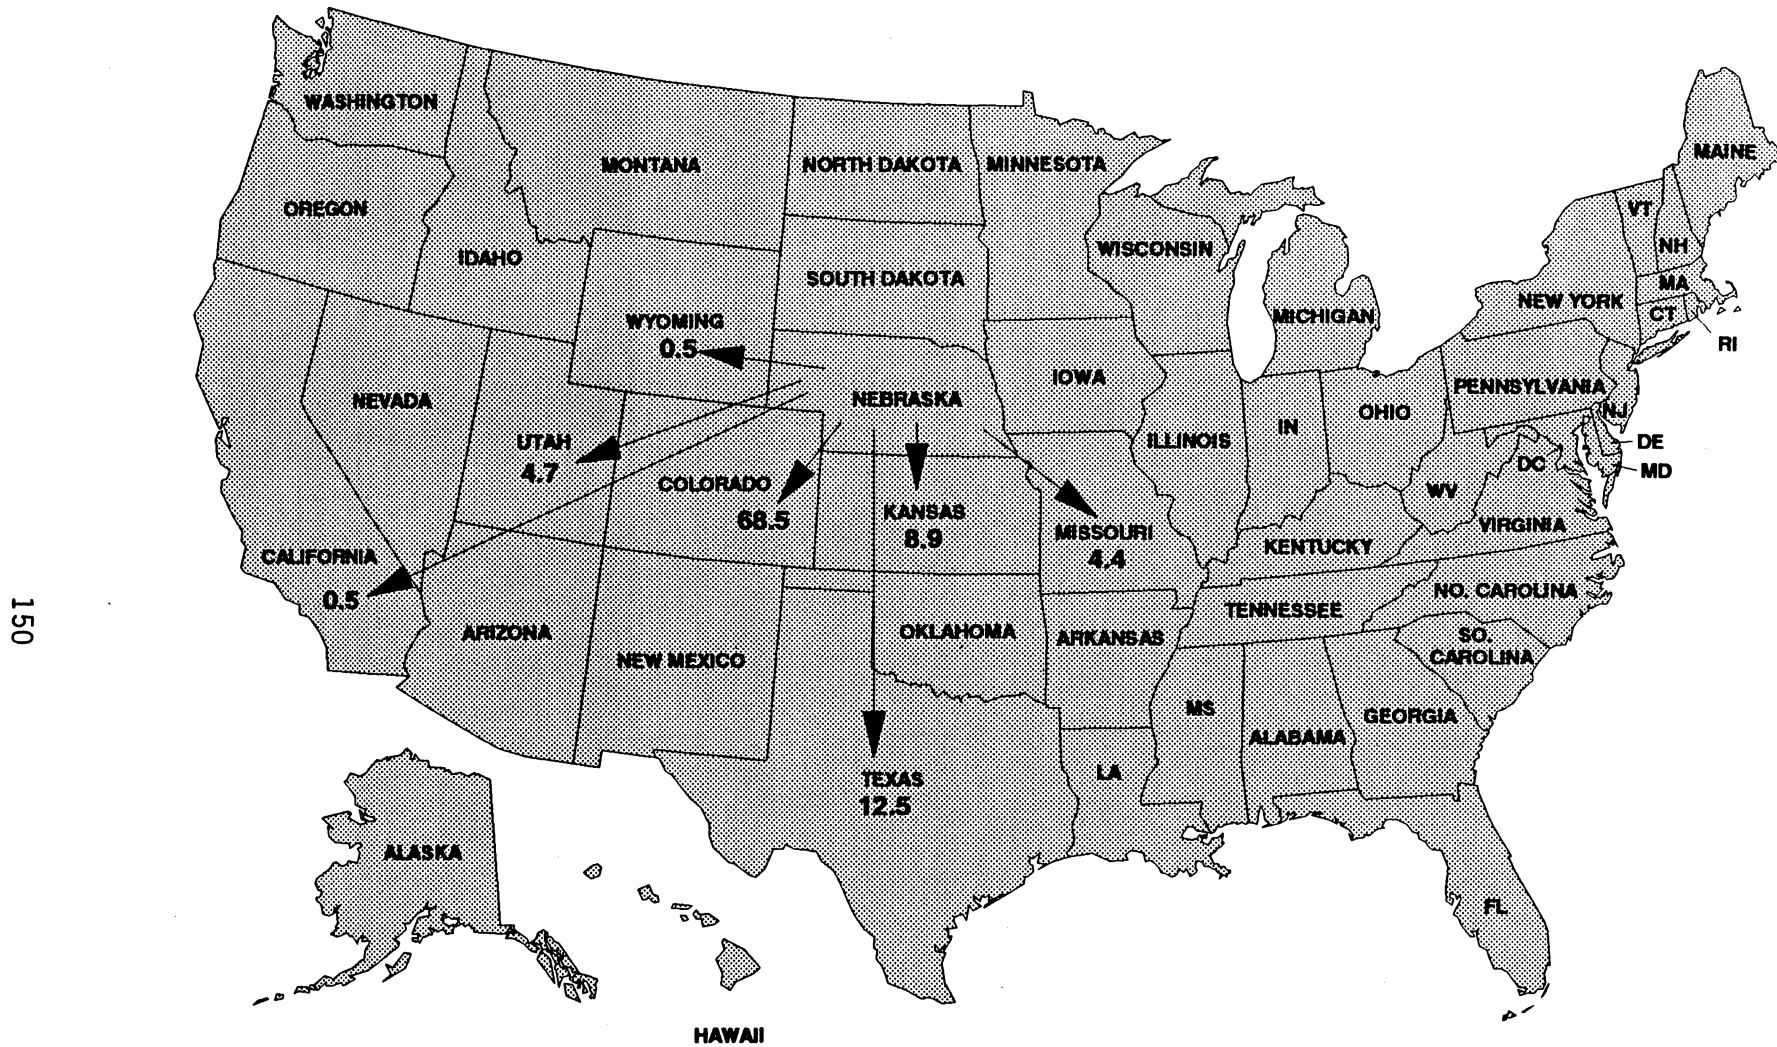 WASHINGTON
MONTANA
NORTH DAKOTA
MINNESOTA
MAINE
OREGON
IDAHO
VT
WISCONSIN
NH
SOUTH DAKOTA
MA
NEW YORK
WYOMING
0.5
MICHIGAN
CT
RI
IOWA
NEBRASKA
NEVADA
PENNSYLVANIA
NJ
OHIO
IN
ILLINOIS
UTAH
4.7
DE
DC
MD
COLORADO
68.5
KANSAS
8.9
WV
VIRGINIA
MISSOURI
4.4
KENTUCKY
CALIFORNIA
0.5
NO. CAROLINA
TENNESSEE
150
ARIZONA
OKLAHOMA
ARKANSAS
SO.
CAROLINA
NEW MEXICO
MS
GEORGIA
ALABAMA
LA
TEXAS
12.5
ALASKA
FL
HAWAII